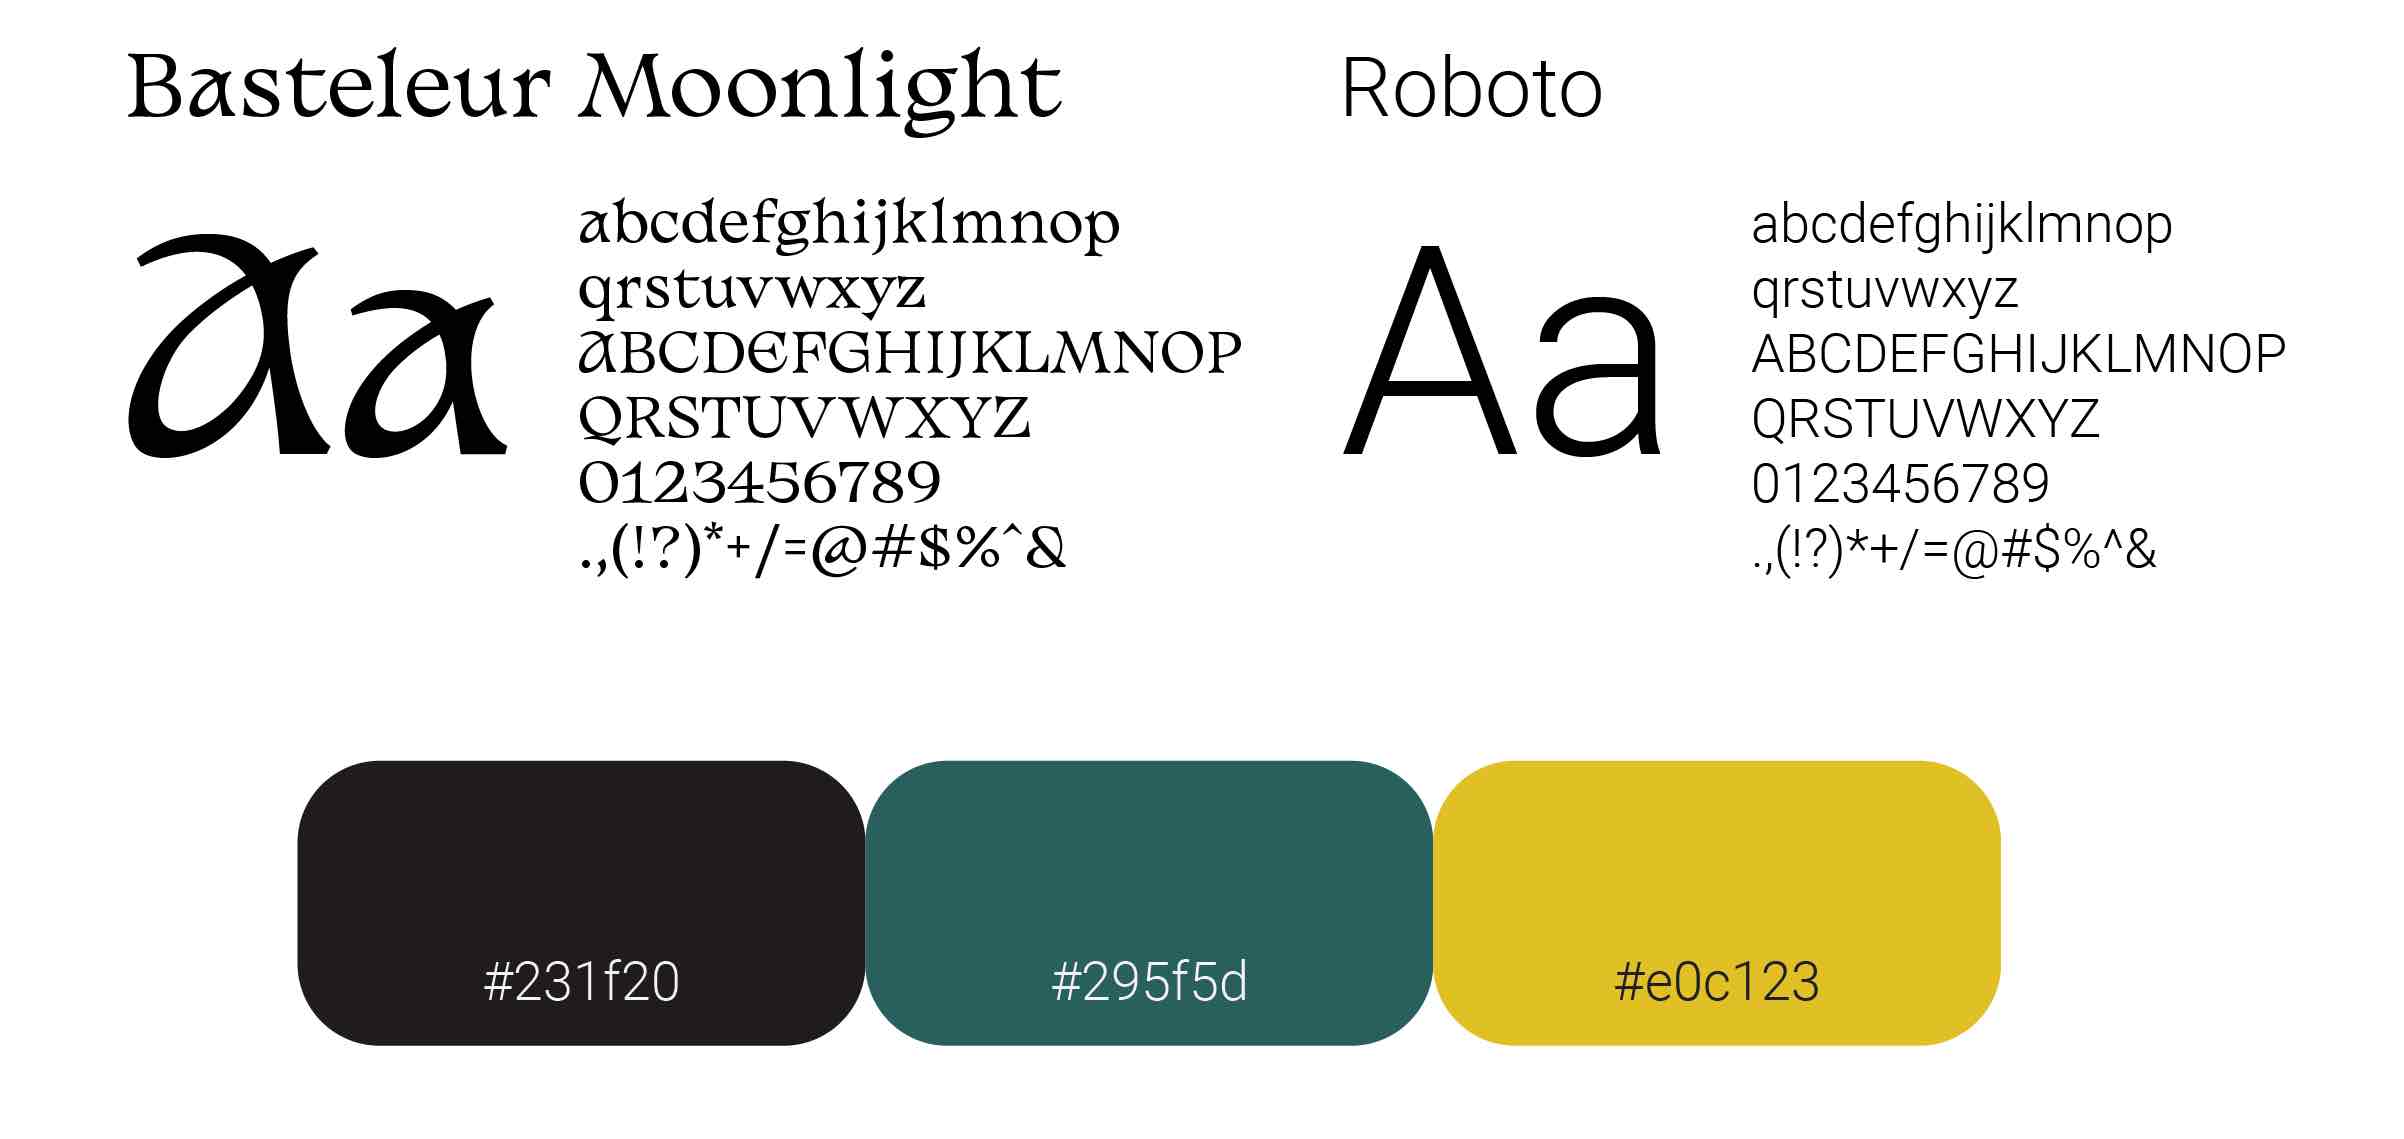 Basteleur Moonlight
Aa
abcdefghijklmnop
qrstuvwxyz
ABCDEFGHIJKLMNOP
QRSTUVWXYZ
0123456789
.,(!?)*+/=@#$%^&
Roboto
Aa
abcdefghijklmnop
qrstuvwxyz
ABCDEFGHIJKLMNOP
QRSTUVWXYZ
0123456789
.,(!?)*+/=@#$%^&
#231f20
#295f5d
#e0c123